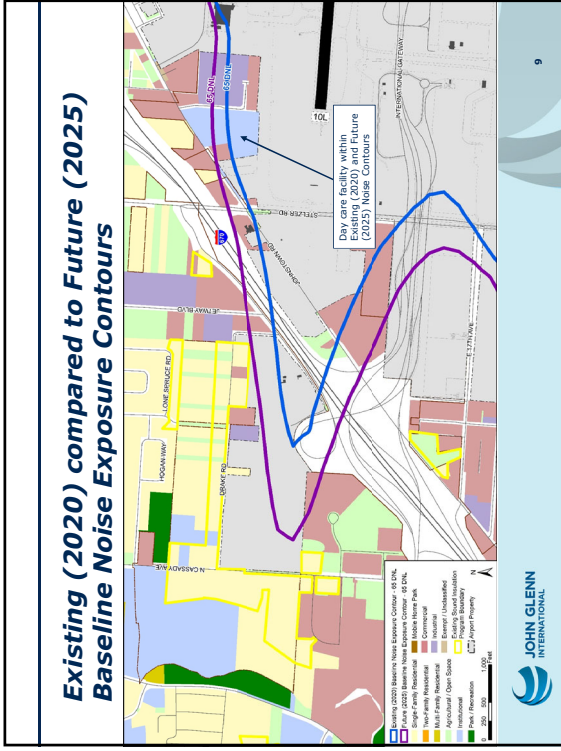 Existing (2020) compared to Future (2025)
Baseline Noise Exposure Contours
65 DNL
65 DNL
10L
INTERNATIONAL GATEWAY
Day care facility within
Existing (2020) and Future
(2025) Noise Contours
STELZER RD
JOHNSTOWN RD
670
JETWAY BLVD
E 17TH AVE
LONE SPRUCE RD
HOGAN WAY
DRAKE RD
N CASSADY AVE
Existing (2020) Baseline Noise Exposure Contour - 65 DNL
Future (2025) Baseline Noise Exposure Contour - 65 DNL
Single-Family Residential
Two-Family Residential
Multi-Family Residential
Agricultural / Open Space
Institutional
Park / Recreation
Mobile Home Park
Commercial
Industrial
Exempt / Unclassified
Existing Sound Insulation
Program Boundary
Airport Property
0 250 500 1,000
Feet
N
JOHN GLENN
INTERNATIONAL
9